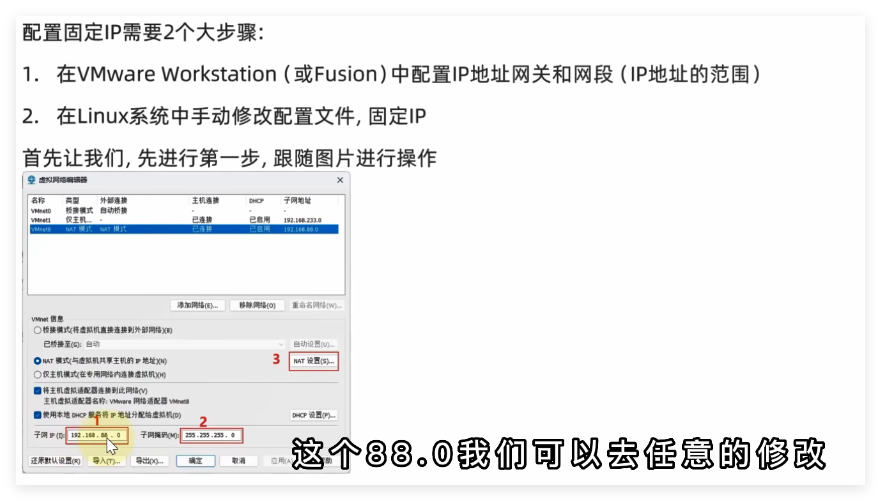 配置固定IP需要2个大步骤:
1. 在VMware Workstation（或Fusion）中配置IP地址网关和网段（IP地址的范围）
2. 在Linux系统中手动修改配置文件, 固定IP
首先让我们, 先进行第一步, 跟随图片进行操作
虚拟网络编辑器
名称 类型 外部连接 主机连接 DHCP 子网地址
VMnet0 桥接模式 自动桥接 - - -
VMnet1 仅主机... - 已连接 已启用 192.168.233.0
VMnet8 NAT 模式 NAT 模式 已连接 已启用 192.168.88.0
添加网络(E)... 移除网络(O) 重命名网络(W)...
VMnet 信息
桥接模式(将虚拟机直接连接到外部网络)(B)
已桥接至(G): 自动 自动设置(U)...
NAT 模式(与虚拟机共享主机的 IP 地址)(N) 3 NAT 设置(S)...
仅主机模式(在专用网络内连接虚拟机)(H)
将主机虚拟适配器连接到此网络(V)
主机虚拟适配器名称: VMware 网络适配器 VMnet8
使用本地 DHCP 服务将 IP 地址分配给虚拟机(D) DHCP 设置(P)...
1 2
子网 IP (I): 192.168. 88. 0 子网掩码(M): 255.255.255. 0
还原默认设置(R) 导入(T)... 导出(X)... 确定 取消 应用(A)
这个88.0我们可以去任意的修改